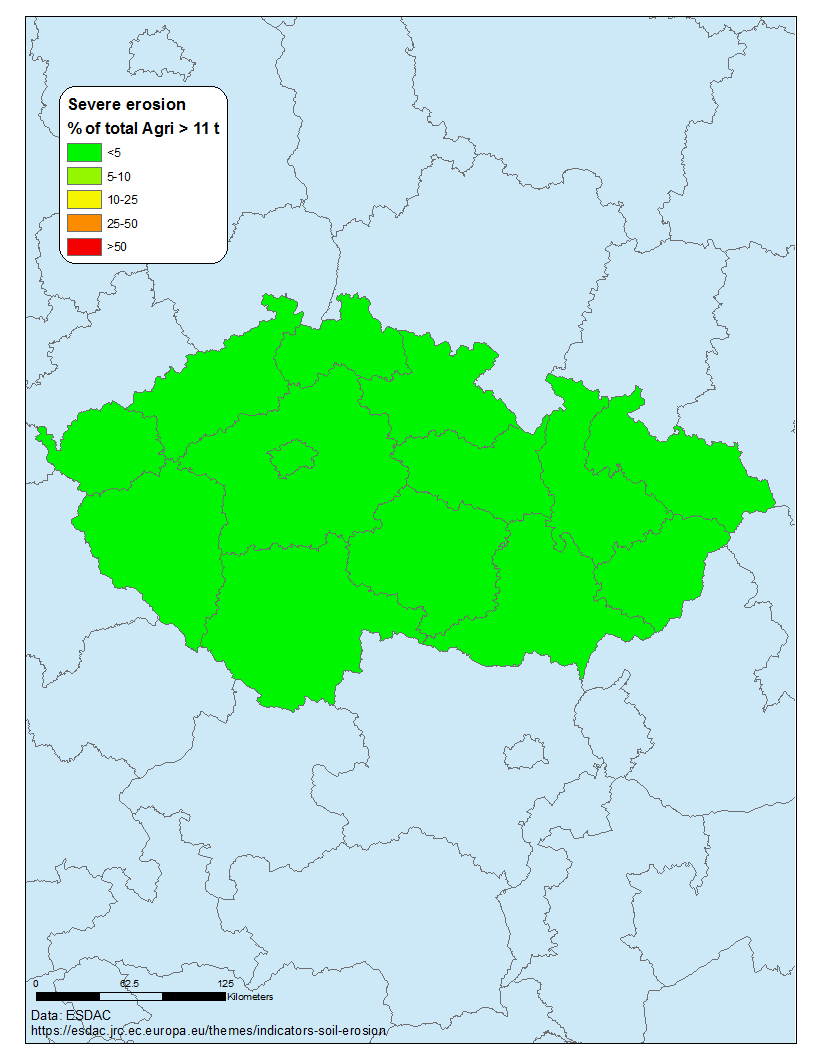 Severe erosion
% of total Agri > 11 t
<5
5-10
10-25
25-50
>50
0 62.5 125
Kilometers
Data: ESDAC
https://esdac.jrc.ec.europa.eu/themes/indicators-soil-erosion/